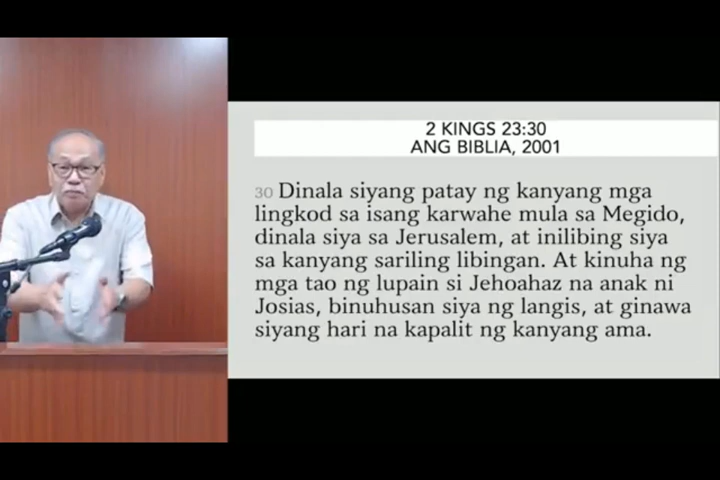 2 KINGS 23:30
ANG BIBLIA, 2001
30 Dinala siyang patay ng kanyang mga
lingkod sa isang karwahe mula sa Megido,
dinala siya sa Jerusalem, at inilibing siya
sa kanyang sariling libingan. At kinuha ng
mga tao ng lupain si Jehoahaz na anak ni
Josias, binuhusan siya ng langis, at ginawa
siyang hari na kapalit ng kanyang ama.